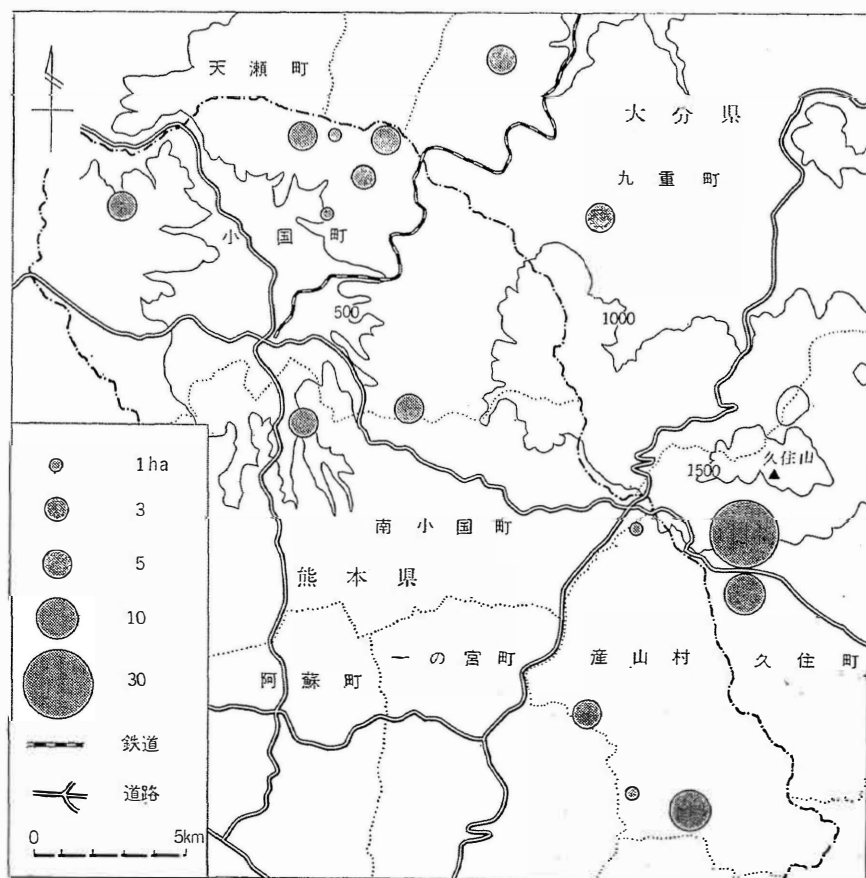 天瀬町
大分県
九重町
小国町
500
1000
1500
久住山
南小国町
熊本県
一の宮町
産山村
久住町
阿蘇町
1ha
3
5
10
30
鉄道
道路
0 5km